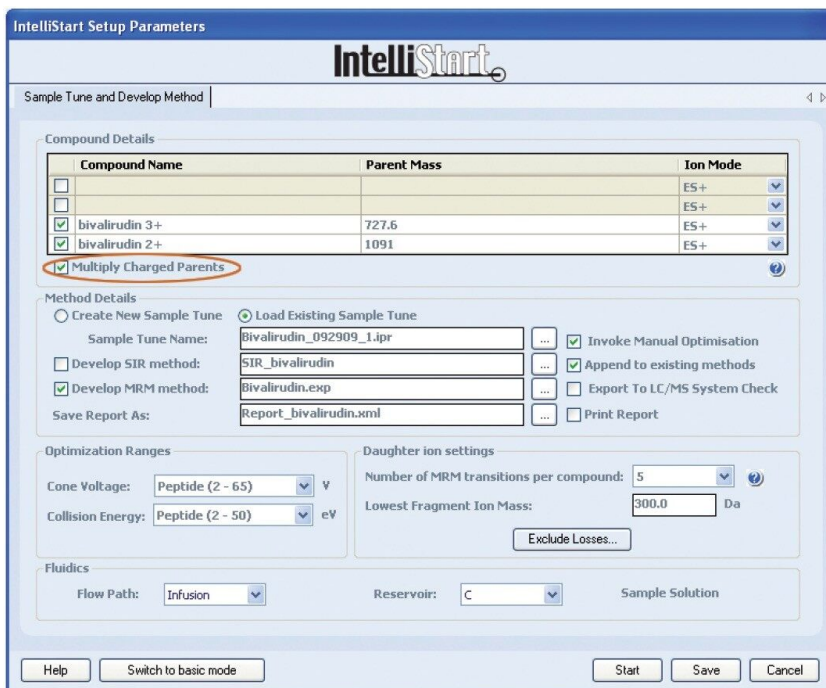 IntelliStart Setup Parameters
IntelliStart
Sample Tune and Develop Method
Compound Details
Compound Name Parent Mass Ion Mode
ES+
ES+
bivalirudin 3+ 727.6 ES+
bivalirudin 2+ 1091 ES+
Multiply Charged Parents
Method Details
Create New Sample Tune Load Existing Sample Tune
Sample Tune Name: Bivalirudin_092909_1.ipr ... Invoke Manual Optimisation
Develop SIR method: SIR_bivalirudin ... Append to existing methods
Develop MRM method: Bivalirudin.exp ... Export To LC/MS System Check
Save Report As: Report_bivalirudin.xml ... Print Report
Optimization Ranges
Cone Voltage: Peptide (2 - 65) V
Collision Energy: Peptide (2 - 50) eV
Daughter ion settings
Number of MRM transitions per compound: 5
Lowest Fragment Ion Mass: 300.0 Da
Exclude Losses...
Fluidics
Flow Path: Infusion Reservoir: C Sample Solution
Help Switch to basic mode Start Save Cancel